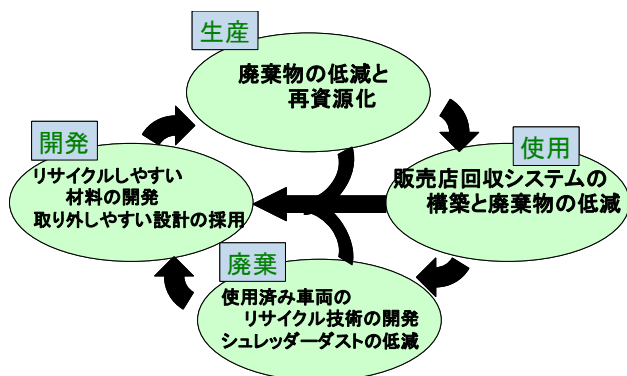 生産
廃棄物の低減と
再資源化
開発
リサイクルしやすい
材料の開発
取り外しやすい設計の採用
使用
販売店回収システムの
構築と廃棄物の低減
廃棄
使用済み車両の
リサイクル技術の開発
シュレッダーダストの低減